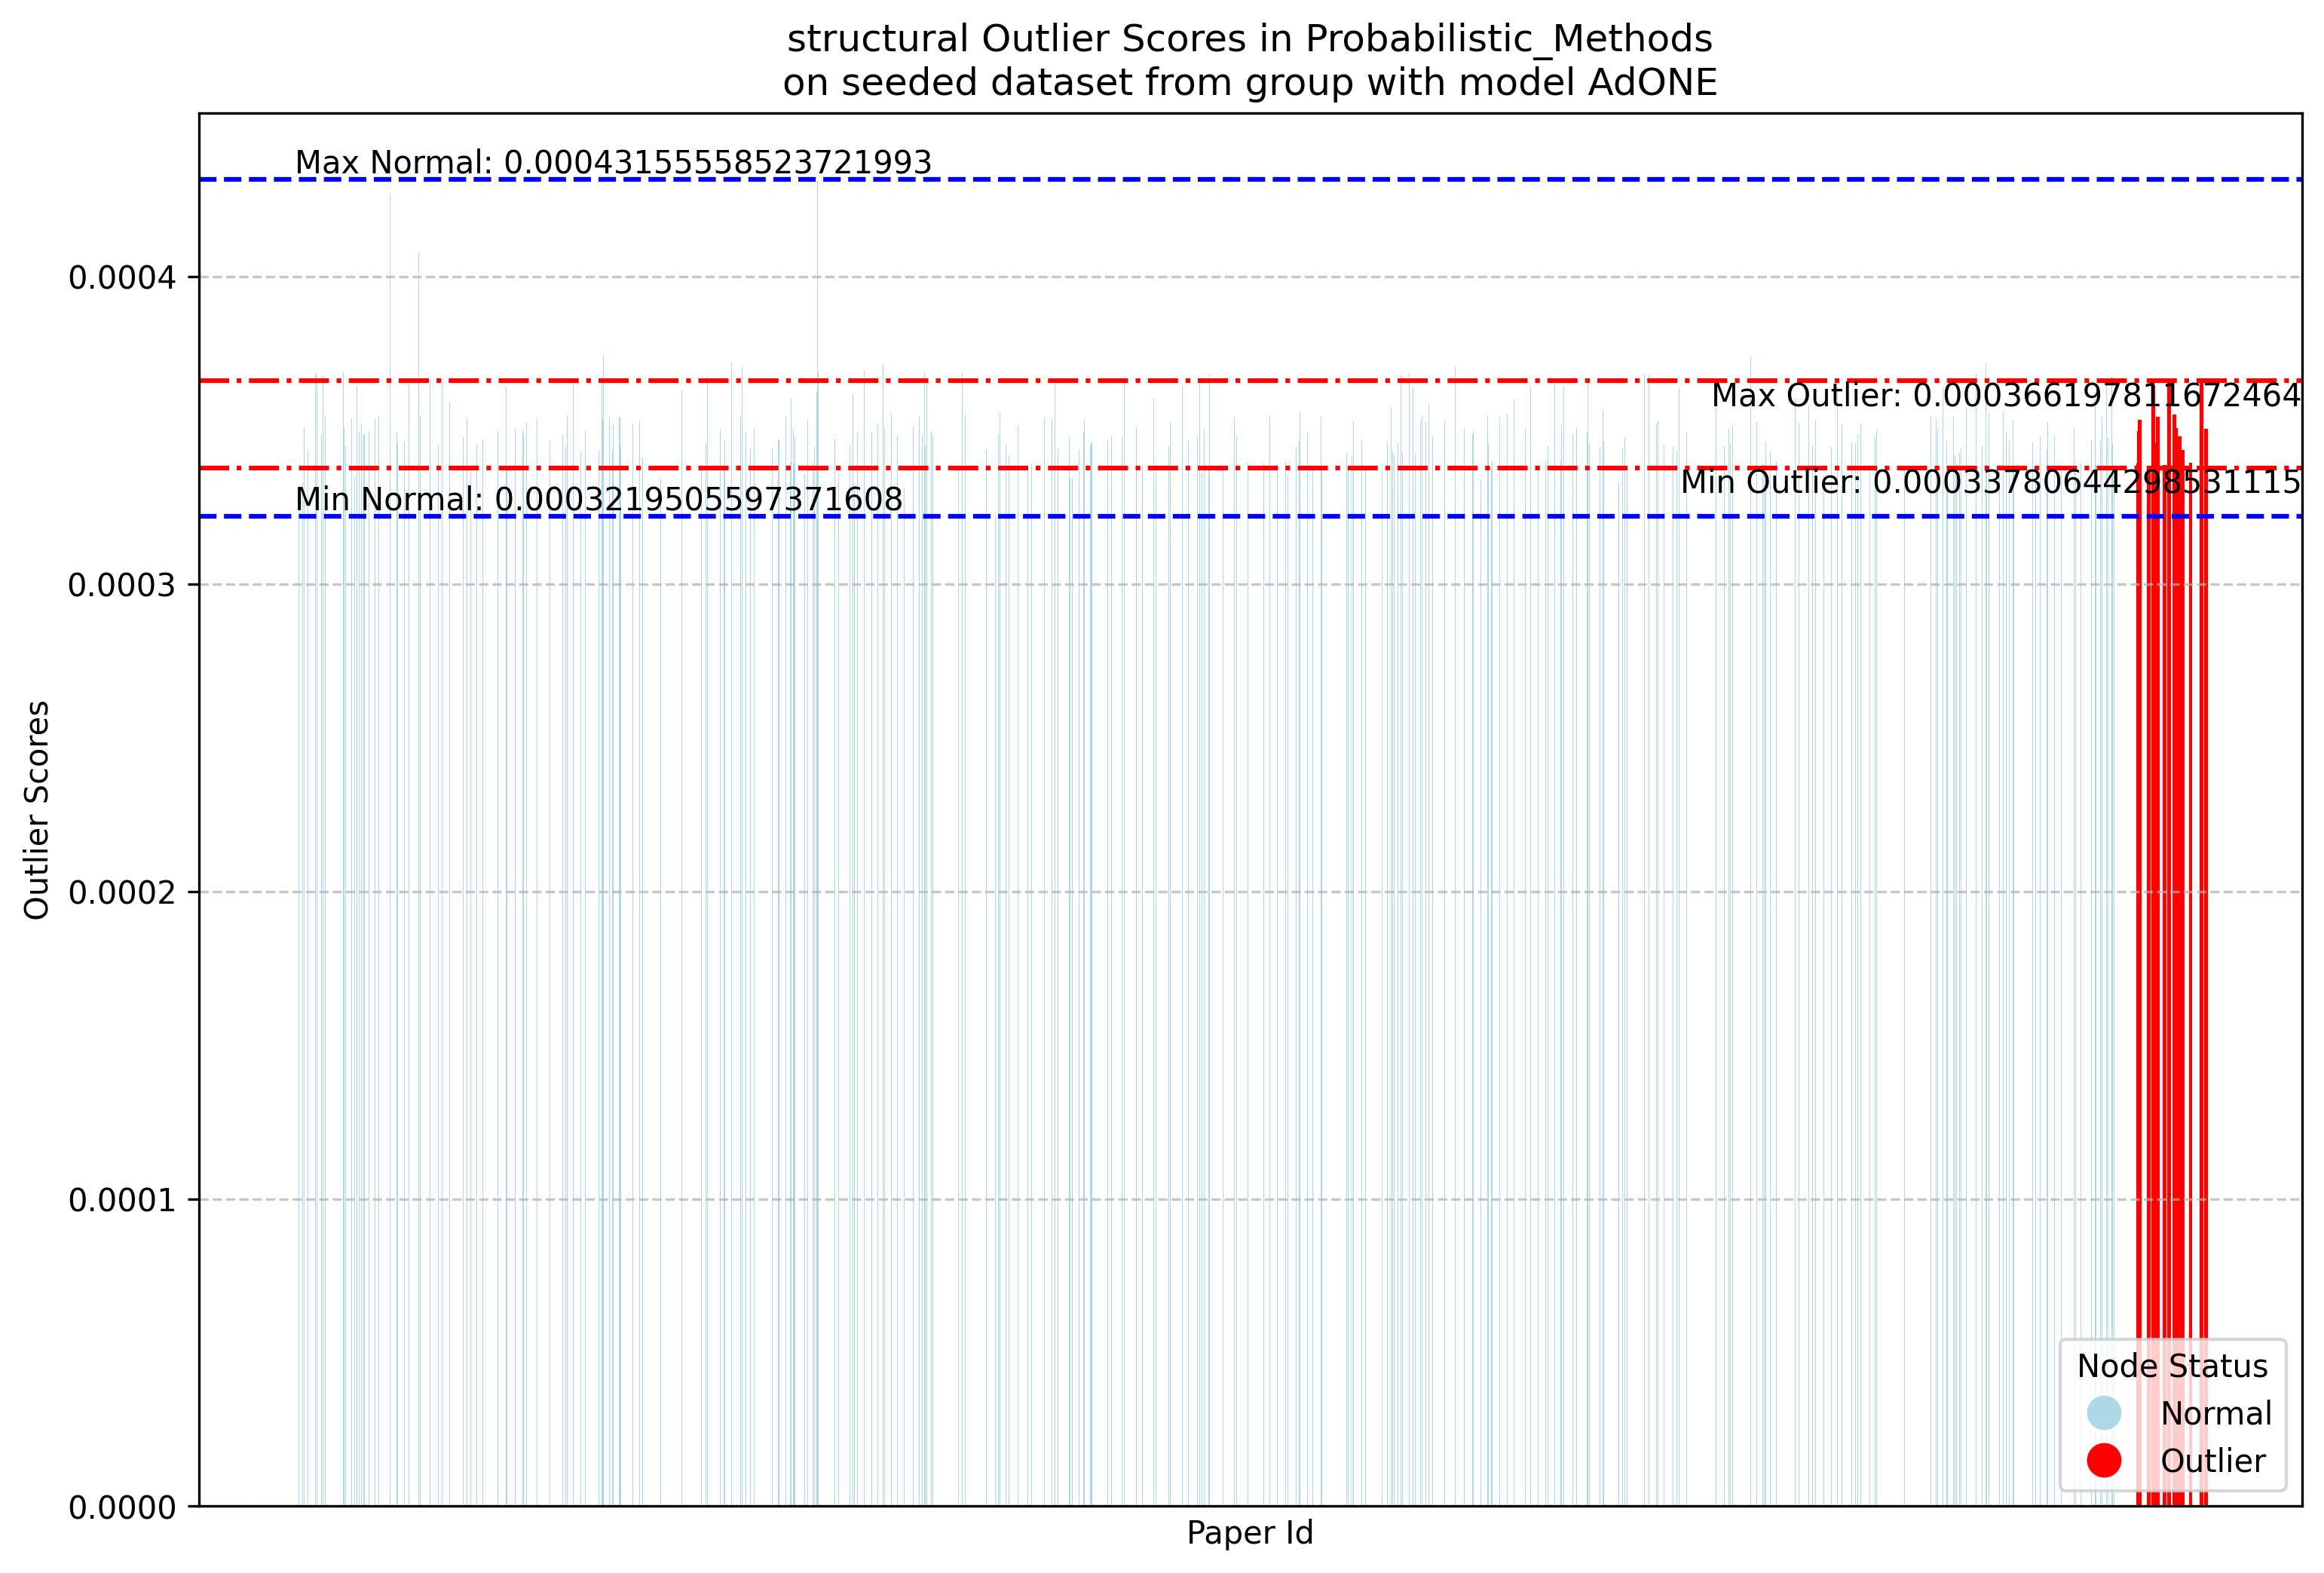 structural Outlier Scores in Probabilistic_Methods
on seeded dataset from group with model AdONE
Max Normal: 0.00043155558523721993
0.0004
Max Outlier: 0.000366197811672464
Min Outlier: 0.00033780644298531115
Min Normal: 0.0003219505597371608
0.0003
0.0002
0.0001
0.0000
Outlier Scores
Paper Id
Node Status
Normal
Outlier